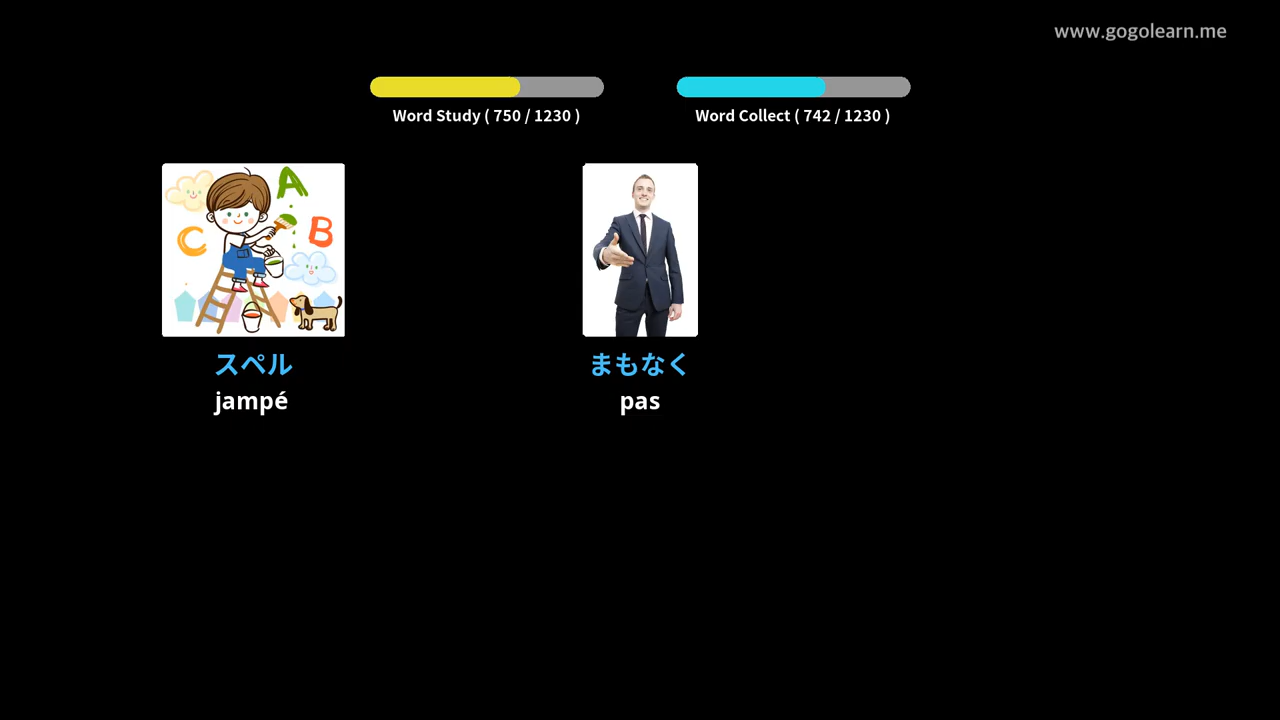 www.gogolearn.me
Word Study ( 750 / 1230 )
Word Collect ( 742 / 1230 )
A
B
C
スペル
jampé
まもなく
pas